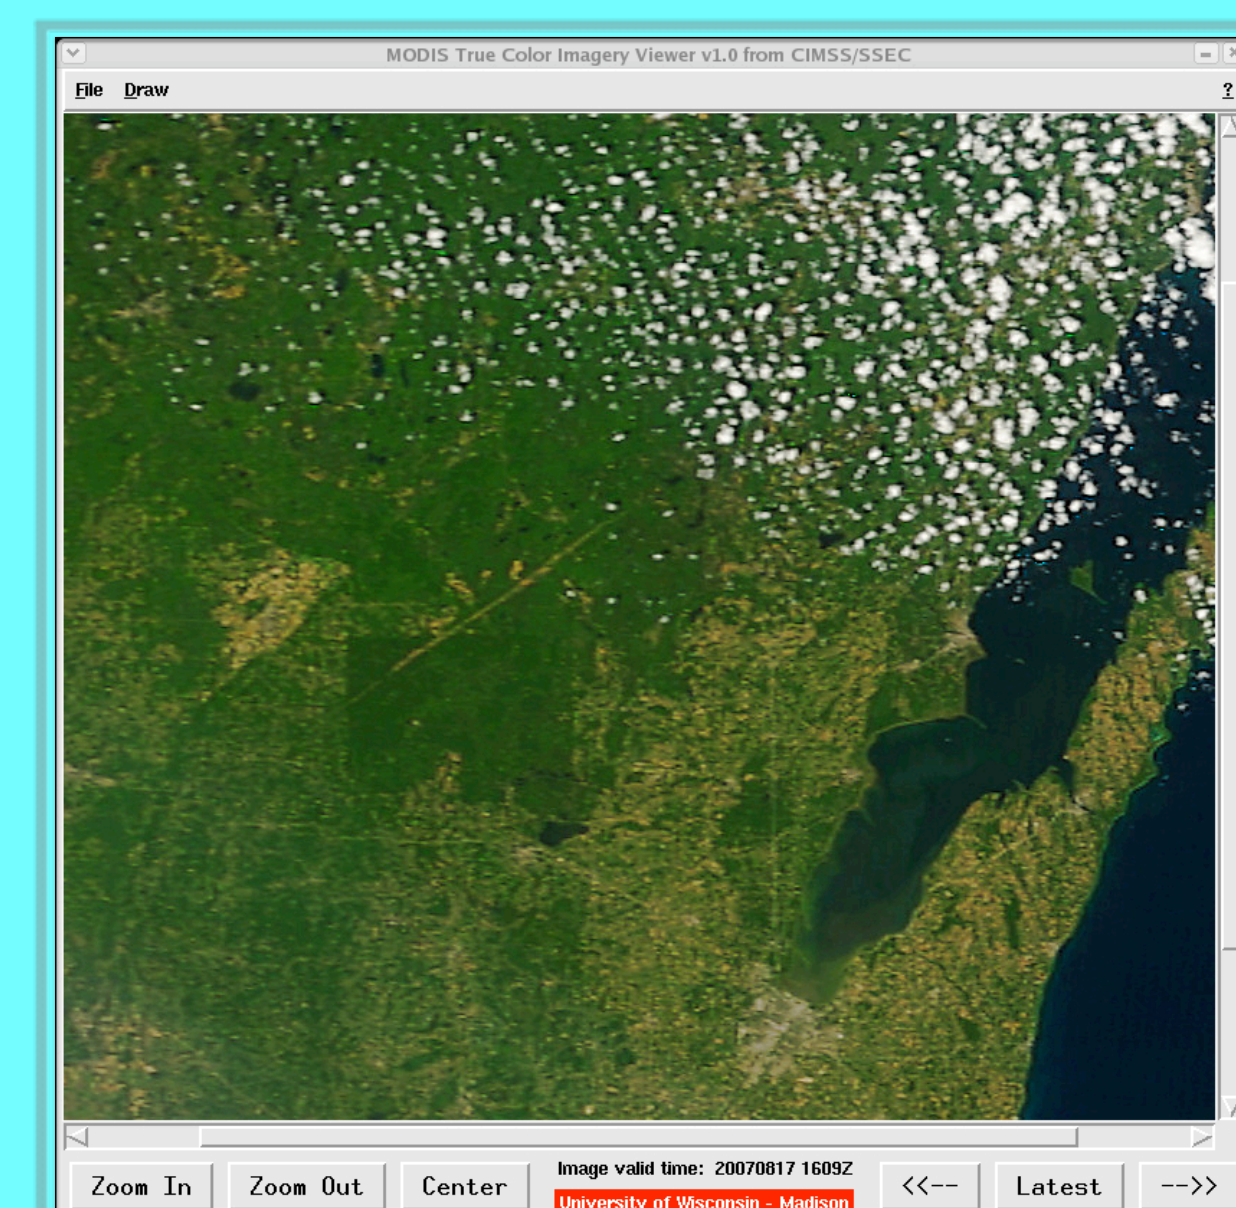 MODIS True Color Imagery Viewer v1.0 from CIMSS/SSEC
File Draw ?
Image valid time: 20070817 1609Z
Zoom In Zoom Out Center <<-- Latest -->>
University of Wisconsin - Madison